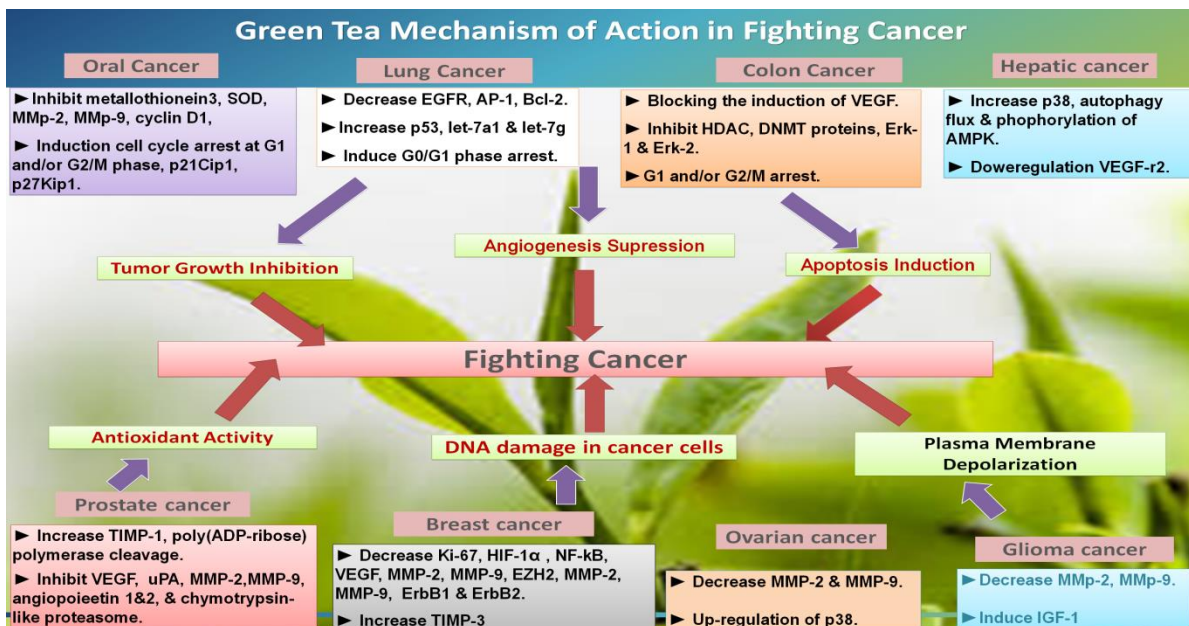 Green Tea Mechanism of Action in Fighting Cancer
Oral Cancer
► Inhibit metallothionein3, SOD,
MMp-2, MMp-9, cyclin D1,
► Induction cell cycle arrest at G1
and/or G2/M phase, p21Cip1,
p27Kip1.
Lung Cancer
► Decrease EGFR, AP-1, Bcl-2.
►Increase p53, let-7a1 & let-7g
► Induce G0/G1 phase arrest.
Colon Cancer
► Blocking the induction of VEGF.
► Inhibit HDAC, DNMT proteins, Erk-
1 & Erk-2.
►G1 and/or G2/M arrest.
Hepatic cancer
► Increase p38, autophagy
flux & phophorylation of
AMPK.
► Doweregulation VEGF-r2.
Tumor Growth Inhibition
Angiogenesis Supression
Apoptosis Induction
Fighting Cancer
Antioxidant Activity
DNA damage in cancer cells
Plasma Membrane
Depolarization
Prostate cancer
► Increase TIMP-1, poly(ADP-ribose)
polymerase cleavage.
► Inhibit VEGF, uPA, MMP-2,MMP-9,
angiopoieetin 1&2, & chymotrypsin-
like proteasome.
Breast cancer
► Decrease Ki-67, HIF-1α , NF-kB,
VEGF, MMP-2, MMP-9, EZH2, MMP-2,
MMP-9, ErbB1 & ErbB2.
► Increase TIMP-3
Ovarian cancer
► Decrease MMP-2 & MMP-9.
Up-regulation of p38.
Glioma cancer
► Decrease MMp-2, MMp-9.
► Induce IGF-1